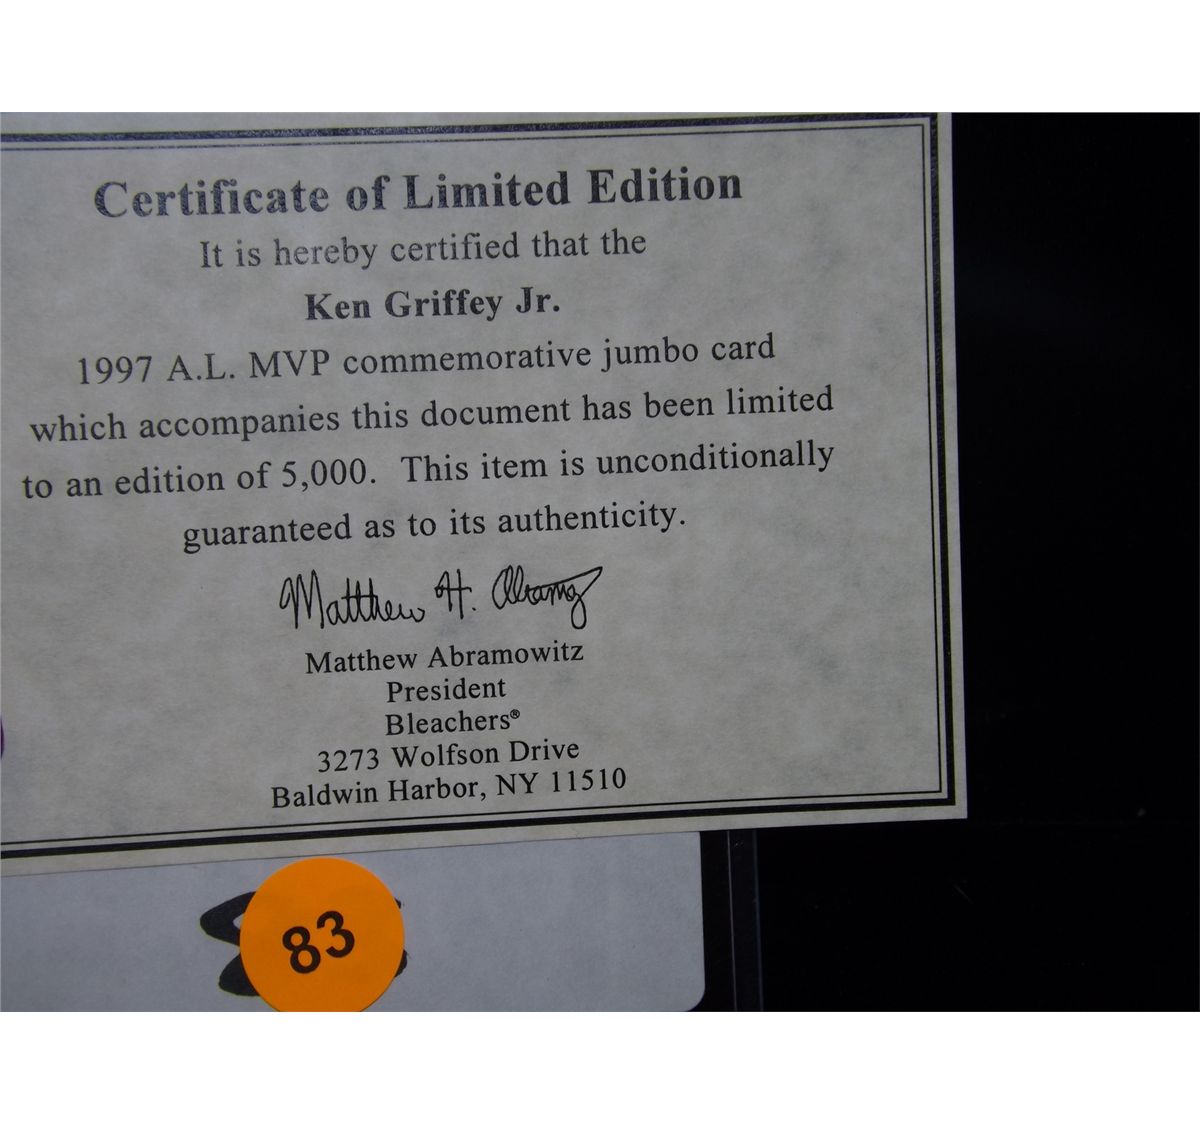 Certificate of Limited Edition
It is hereby certified that the
Ken Griffey Jr.
1997 A.L. MVP commemorative jumbo card
which accompanies this document has been limited
to an edition of 5,000. This item is unconditionally
guaranteed as to its authenticity.
Matthew H. Abramowitz
Matthew Abramowitz
President
Bleachers®
3273 Wolfson Drive
Baldwin Harbor, NY 11510
83